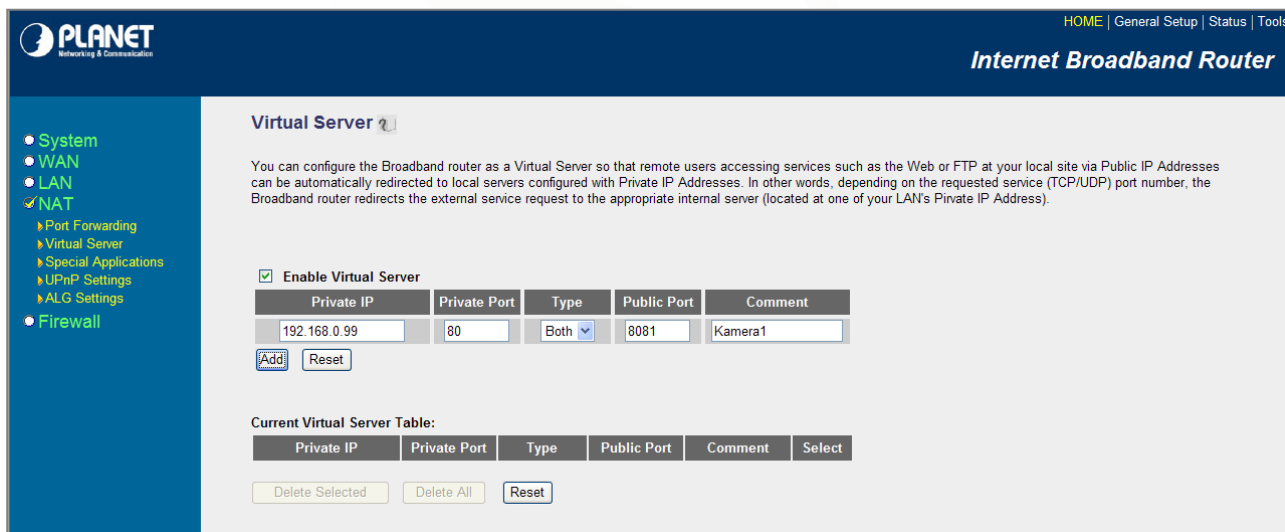 PLANET
Networking & Communication
HOME | General Setup | Status | Tools
Internet Broadband Router
System
WAN
LAN
NAT
Port Forwarding
Virtual Server
Special Applications
UPnP Settings
ALG Settings
Firewall
Virtual Server
You can configure the Broadband router as a Virtual Server so that remote users accessing services such as the Web or FTP at your local site via Public IP Addresses
can be automatically redirected to local servers configured with Private IP Addresses. In other words, depending on the requested service (TCP/UDP) port number, the
Broadband router redirects the external service request to the appropriate internal server (located at one of your LAN's Pirvate IP Address).
Enable Virtual Server
Private IP Private Port Type Public Port Comment
192.168.0.99 80 Both 8081 Kamera1
Add Reset
Current Virtual Server Table:
Private IP Private Port Type Public Port Comment Select
Delete Selected Delete All Reset